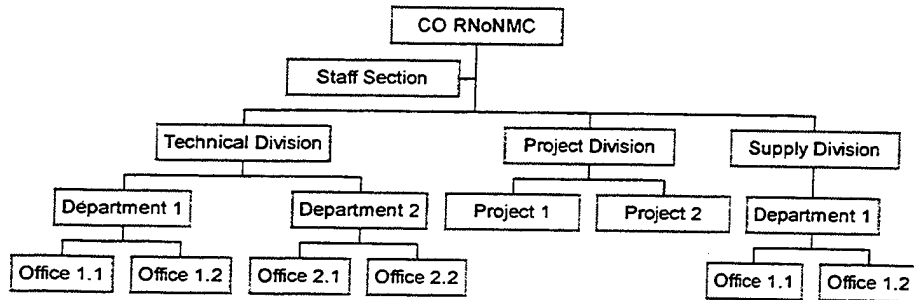 CO RNoNMC
Staff Section
Technical Division
Project Division
Supply Division
Department 1
Department 2
Project 1
Project 2
Department 1
Office 1.1
Office 1.2
Office 2.1
Office 2.2
Office 1.1
Office 1.2